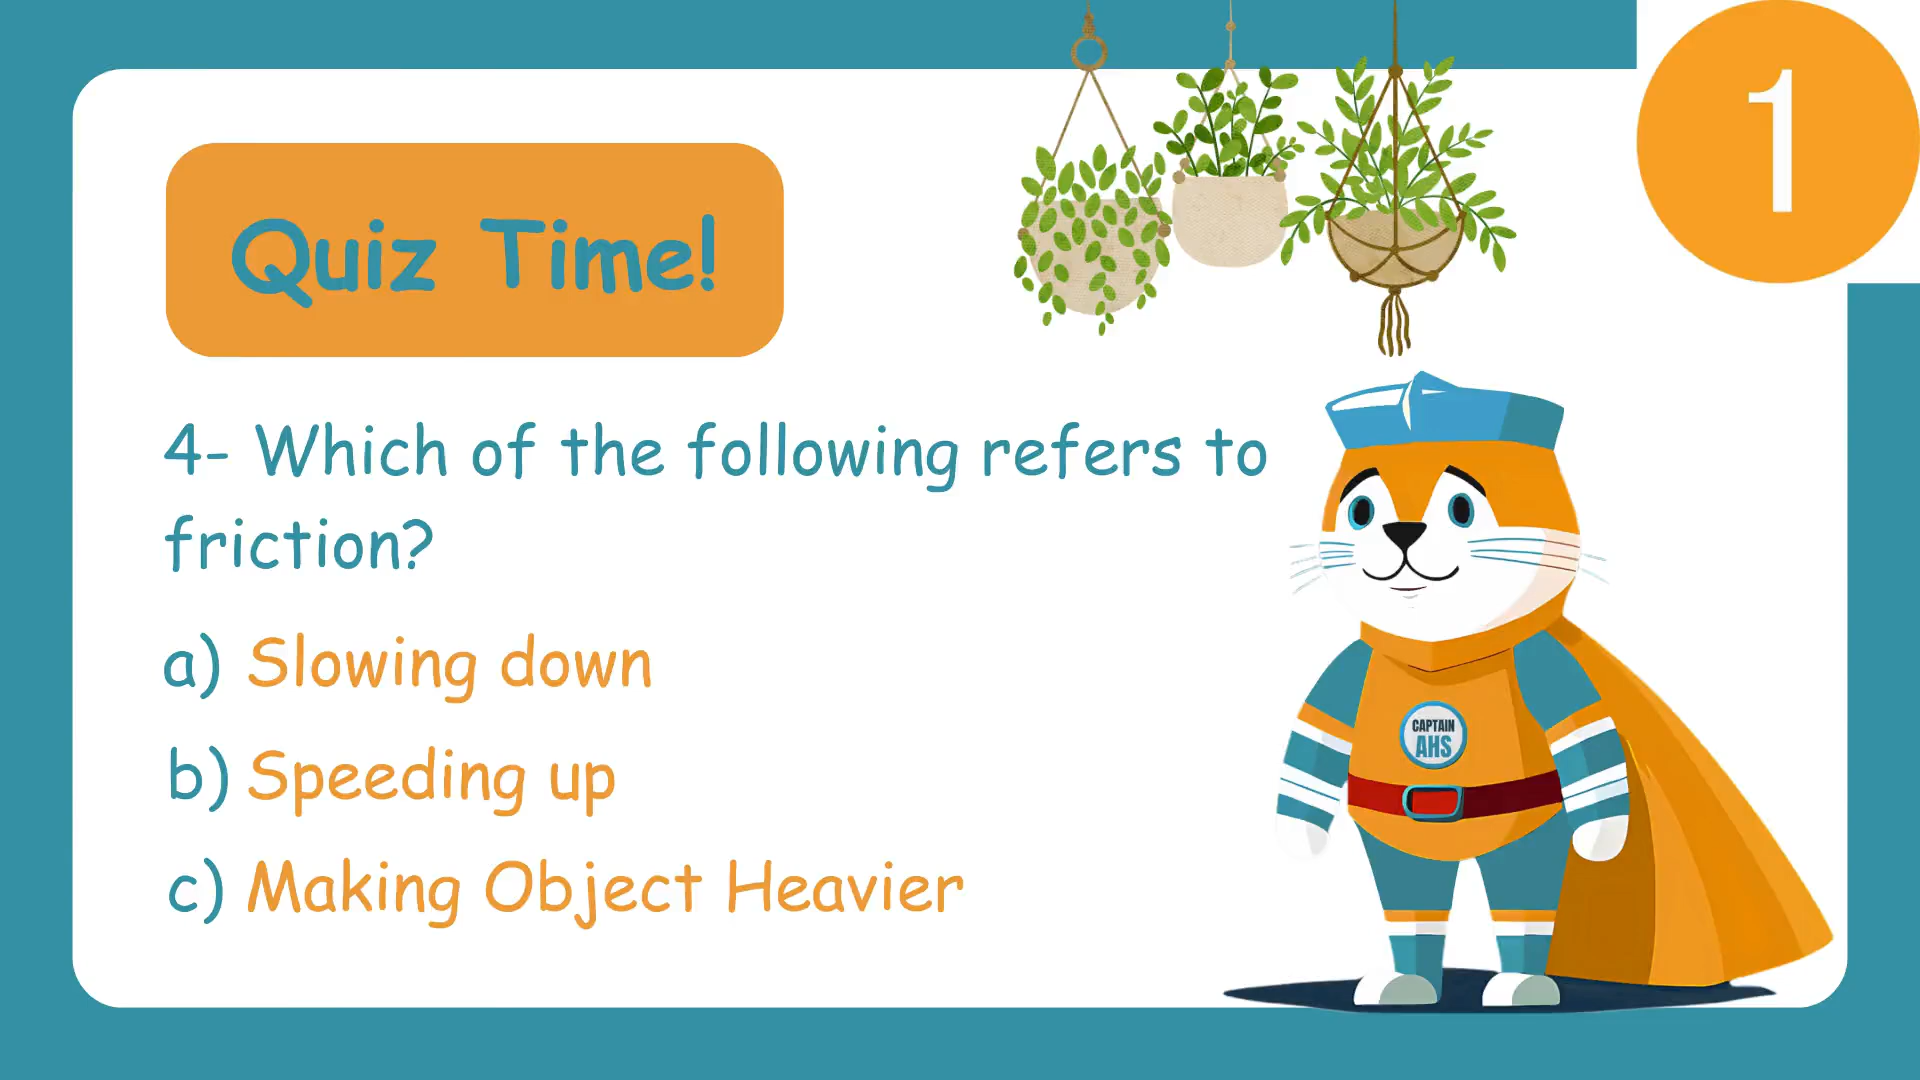 1
Quiz Time!
4- Which of the following refers to
friction?
a) Slowing down
b) Speeding up
c) Making Object Heavier
CAPTAIN
AHS